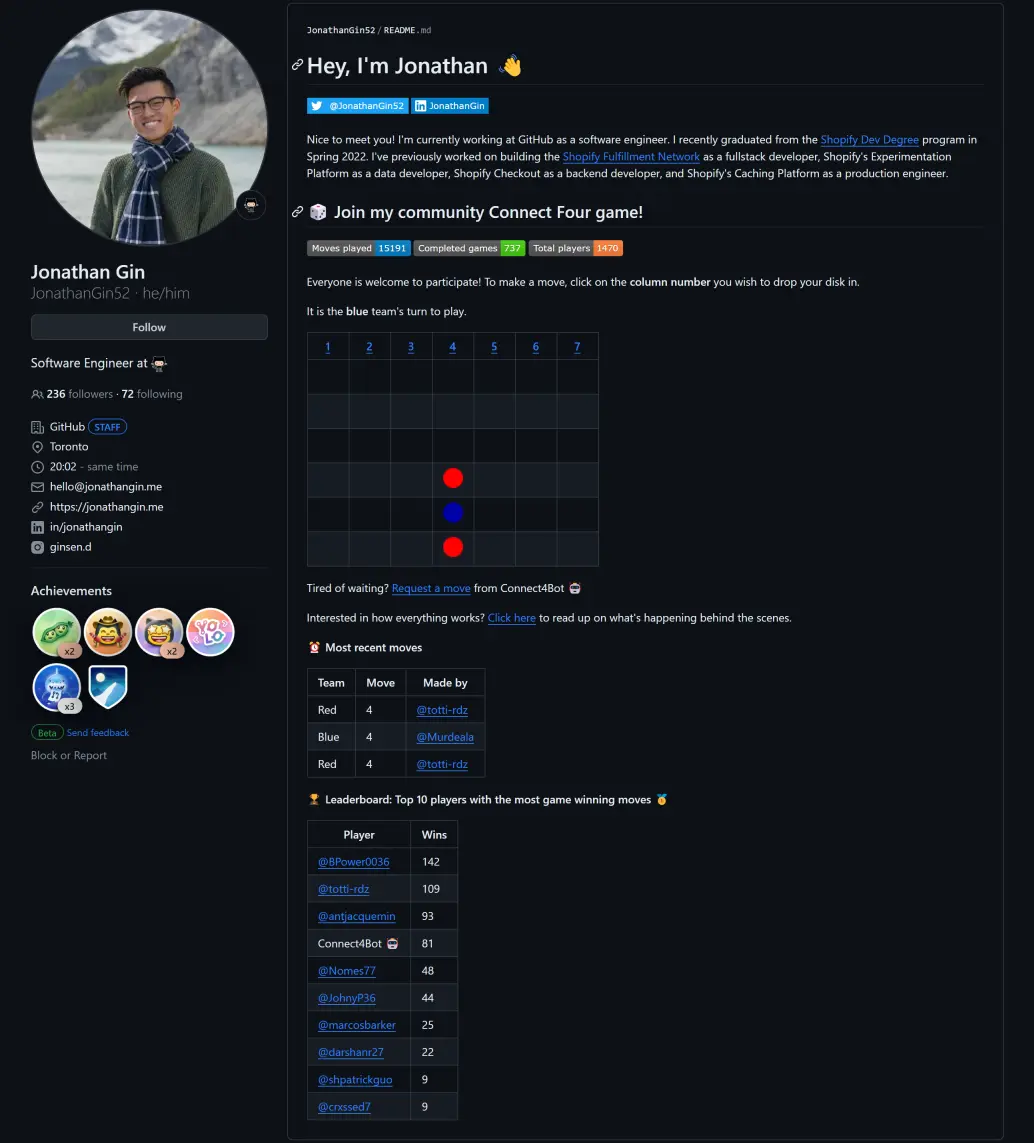 Jonathan Gin
JonathanGin52 · he/him
Follow
Software Engineer at
236 followers · 72 following
GitHub STAFF
Toronto
20:02 - same time
hello@jonathangin.me
https://jonathangin.me
in/jonathangin
ginsen.d
Achievements
x2
x2
YOLO
x3
Beta Send feedback
Block or Report
JonathanGin52 / README.md
Hey, I'm Jonathan 👋
@JonathanGin52 JonathanGin
Nice to meet you! I'm currently working at GitHub as a software engineer. I recently graduated from the Shopify Dev Degree program in
Spring 2022. I've previously worked on building the Shopify Fulfillment Network as a fullstack developer, Shopify's Experimentation
Platform as a data developer, Shopify Checkout as a backend developer, and Shopify's Caching Platform as a production engineer.
🎲 Join my community Connect Four game!
Moves played 15191 Completed games 737 Total players 1470
Everyone is welcome to participate! To make a move, click on the column number you wish to drop your disk in.
It is the blue team's turn to play.
1 2 3 4 5 6 7
Tired of waiting? Request a move from Connect4Bot
Interested in how everything works? Click here to read up on what's happening behind the scenes.
⏰ Most recent moves
Team Move Made by
Red 4 @totti-rdz
Blue 4 @Murdeala
Red 4 @totti-rdz
🏆 Leaderboard: Top 10 players with the most game winning moves 🥇
Player Wins
@BPower0036 142
@totti-rdz 109
@antjacquemin 93
Connect4Bot 81
@Nomes77 48
@JohnyP36 44
@marcosbarker 25
@darshanr27 22
@shpatrickguo 9
@crxssed7 9